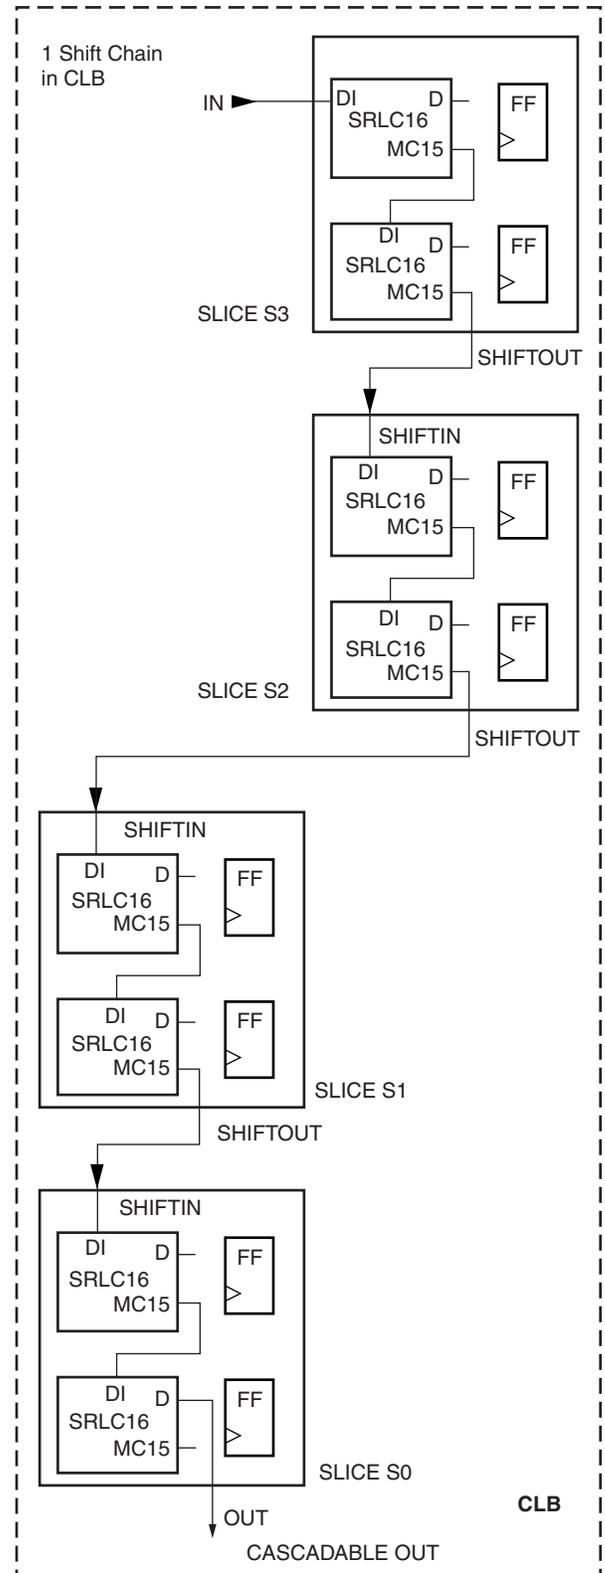 1 Shift Chain
in CLB
IN
DI
D
SRLC16
MC15
FF
DI
D
SRLC16
MC15
FF
SLICE S3
SHIFTOUT
SHIFTIN
DI
D
SRLC16
MC15
FF
DI
D
SRLC16
MC15
FF
SLICE S2
SHIFTOUT
SHIFTIN
DI
D
SRLC16
MC15
FF
DI
D
SRLC16
MC15
FF
SLICE S1
SHIFTOUT
SHIFTIN
DI
D
SRLC16
MC15
FF
DI
D
SRLC16
MC15
FF
SLICE S0
OUT
CLB
CASCADABLE OUT